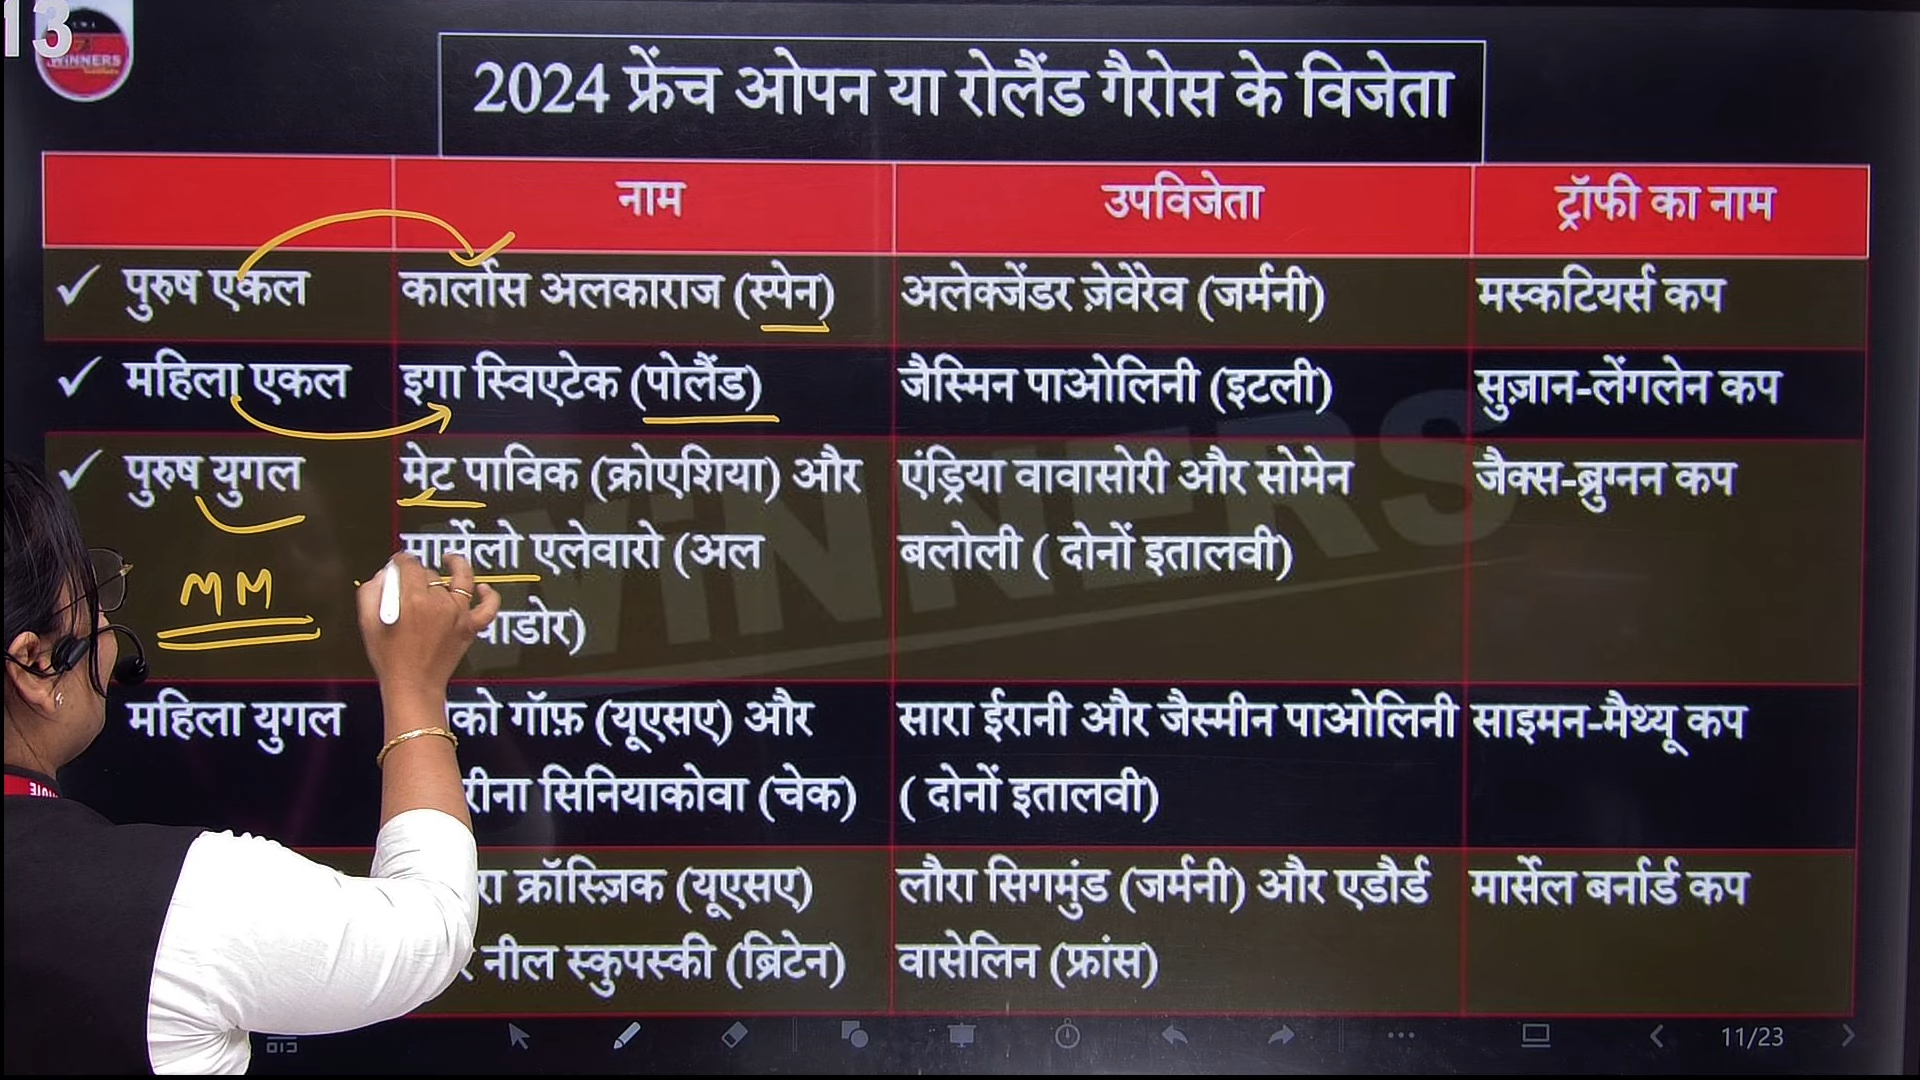 13
WINNERS
2024 फ्रेंच ओपन या रोलैंड गैरोस के विजेता
नाम उपविजेता ट्रॉफी का नाम
✓ पुरुष एकल कार्लोस अलकाराज (स्पेन) अलेक्जेंडर ज़ेवेरेव (जर्मनी) मस्कटियर्स कप
✓ महिला एकल इगा स्विएटेक (पोलैंड) जैस्मिन पाओलिनी (इटली) सुज़ान-लेंगलेन कप
✓ पुरुष युगल मेट पाविक (क्रोएशिया) और एंड्रिया वावासोरी और सोमेन जैक्स-ब्रुग्नन कप
मार्सेलो एलेवारो (अल बलोली ( दोनों इतालवी)
MM
WINNERS
महिला युगल गॉफ़ (यूएसए) और सारा ईरानी और जैस्मीन पाओलिनी साइमन-मैथ्यू कप
सिनियाकोवा (चेक) ( दोनों इतालवी)
क्रॉस्ज़िक (यूएसए) लौरा सिगमुंड (जर्मनी) और एडौर्ड मार्सेल बर्नार्ड कप
नील स्कुपस्की (ब्रिटेन) वासेलिन (फ्रांस)
11/23